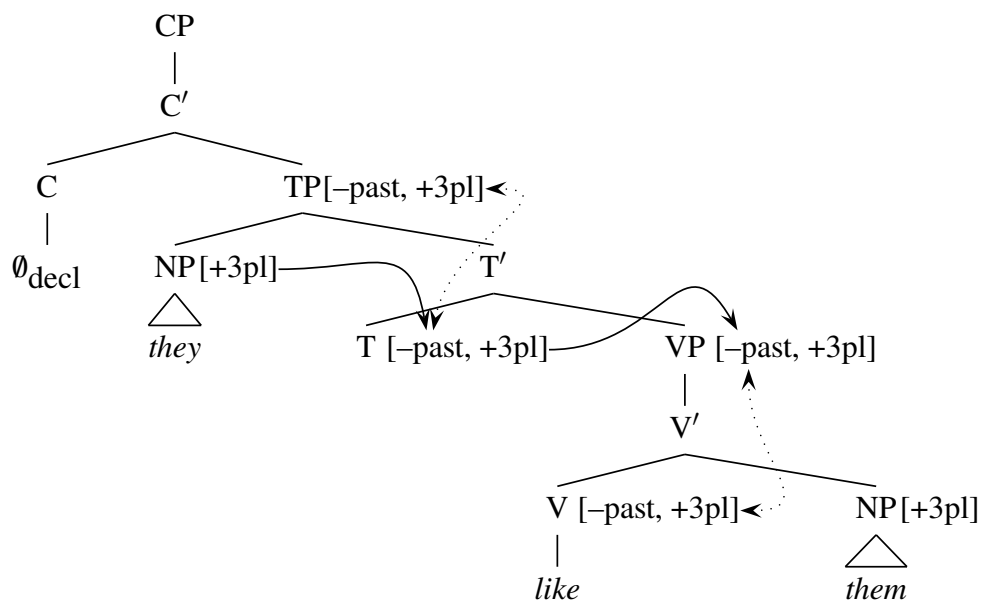 CP
C′
C TP[–past, +3pl]
∅decl NP[+3pl] T′
they T [–past, +3pl] VP [–past, +3pl]
V′
V [–past, +3pl] NP[+3pl]
like them